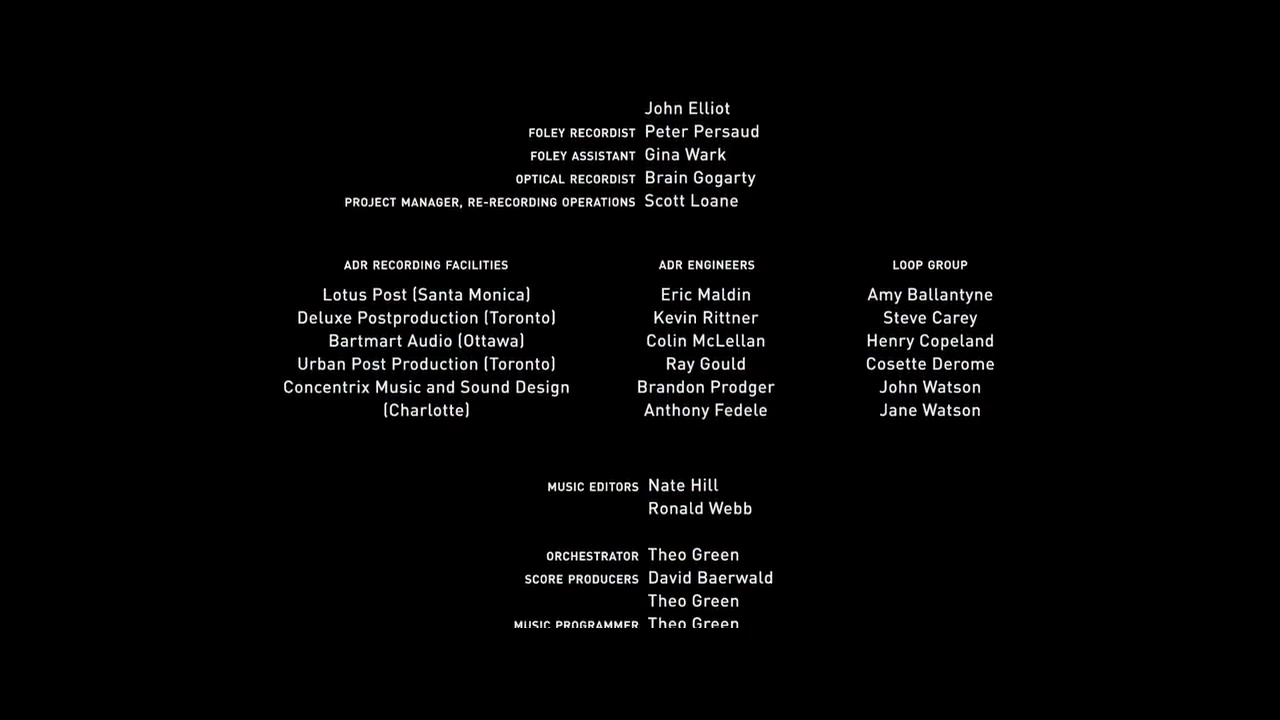 John Elliot
FOLEY RECORDIST Peter Persaud
FOLEY ASSISTANT Gina Wark
OPTICAL RECORDIST Brain Gogarty
PROJECT MANAGER, RE-RECORDING OPERATIONS Scott Loane
ADR RECORDING FACILITIES
Lotus Post (Santa Monica)
Deluxe Postproduction (Toronto)
Bartmart Audio (Ottawa)
Urban Post Production (Toronto)
Concentrix Music and Sound Design
(Charlotte)
ADR ENGINEERS
Eric Maldin
Kevin Rittner
Colin McLellan
Ray Gould
Brandon Prodger
Anthony Fedele
LOOP GROUP
Amy Ballantyne
Steve Carey
Henry Copeland
Cosette Derome
John Watson
Jane Watson
MUSIC EDITORS Nate Hill
Ronald Webb
ORCHESTRATOR Theo Green
SCORE PRODUCERS David Baerwald
Theo Green
MUSIC PROGRAMMER Theo Green